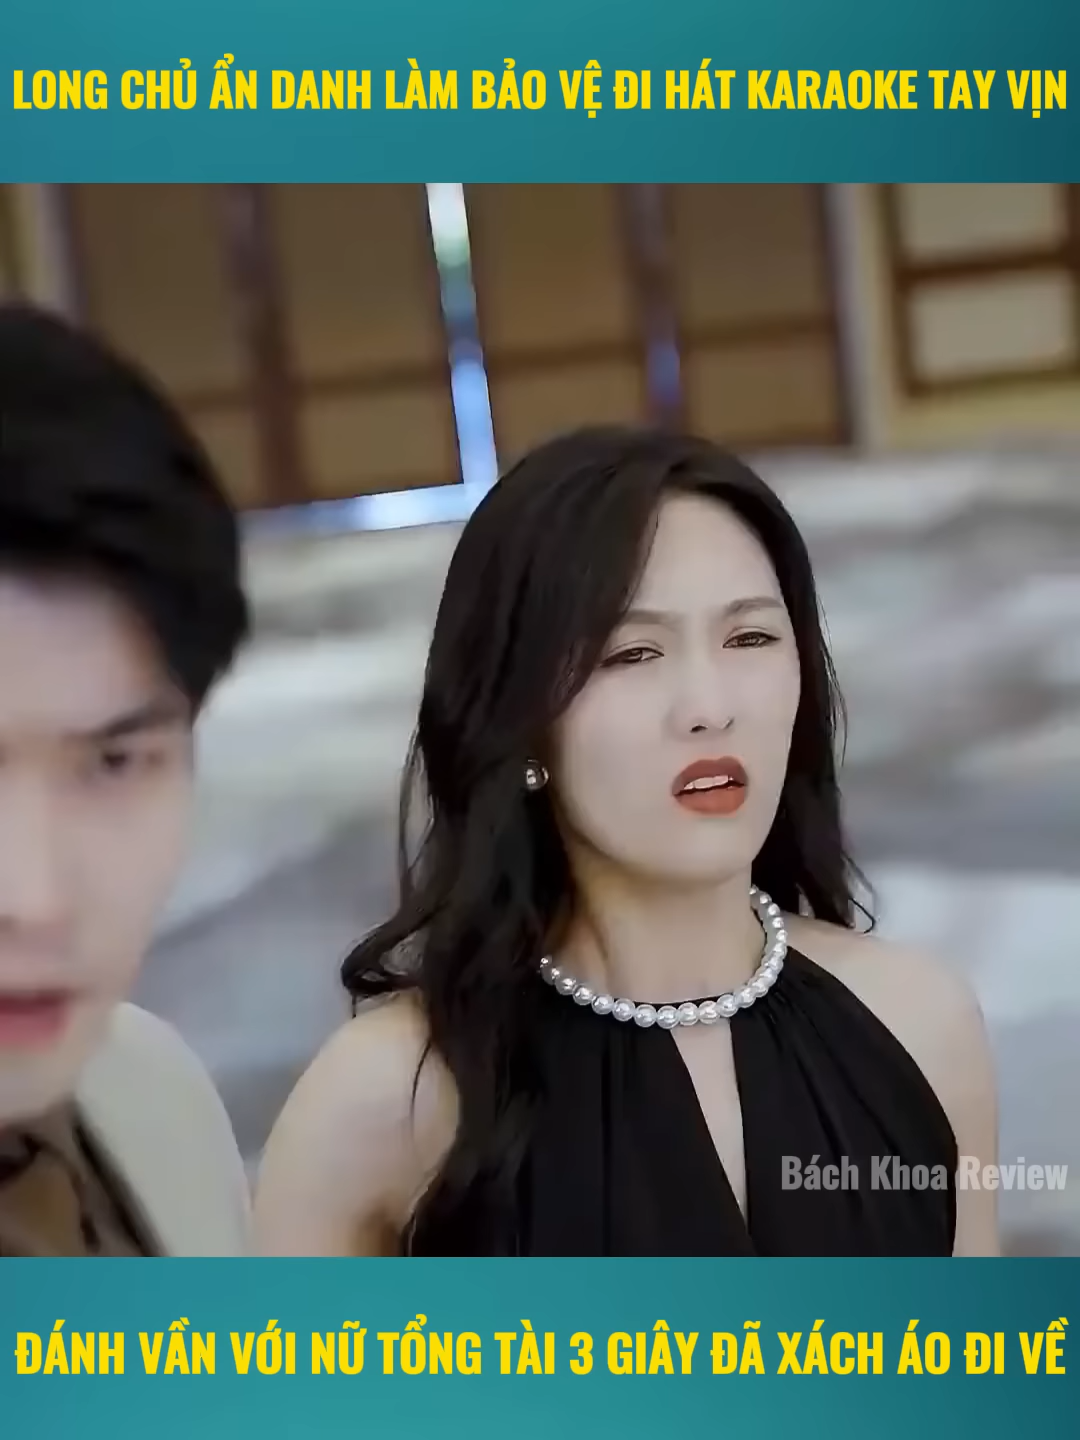 LONG CHỦ ẨN DANH LÀM BẢO VỆ ĐI HÁT KARAOKE TAY VỊN
Bách Khoa Review
ĐÁNH VẦN VỚI NỮ TỔNG TÀI 3 GIÂY ĐÃ XÁCH ÁO ĐI VỀ